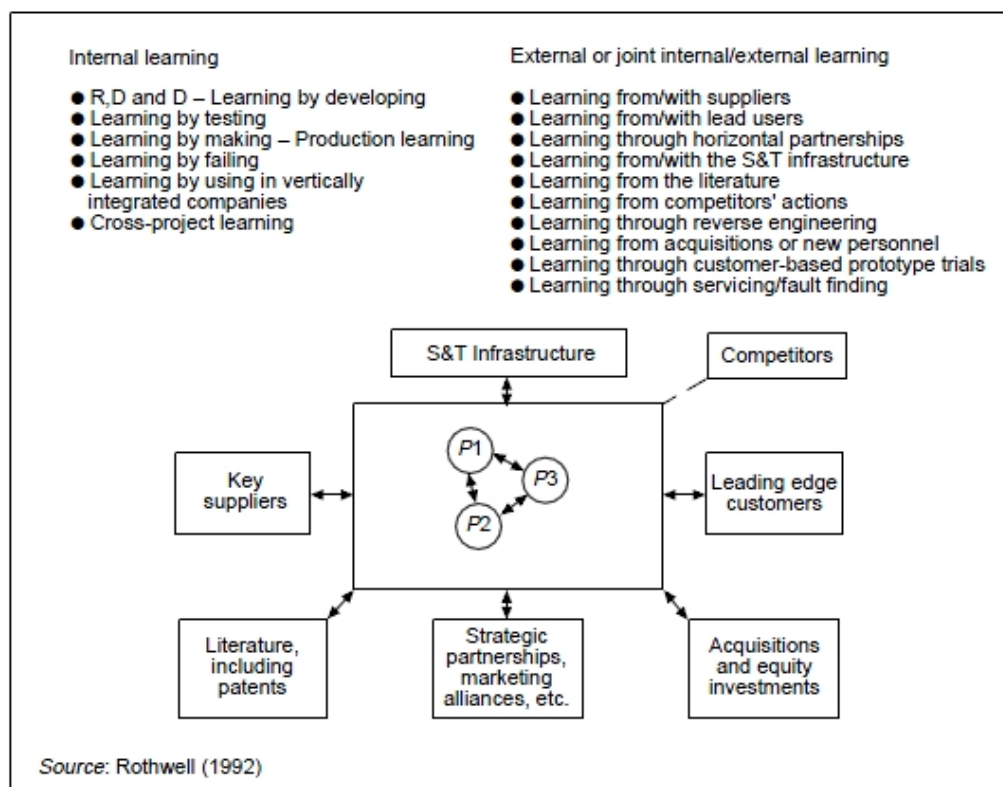 Internal learning
● R,D and D – Learning by developing
● Learning by testing
● Learning by making – Production learning
● Learning by failing
● Learning by using in vertically
integrated companies
● Cross-project learning
External or joint internal/external learning
● Learning from/with suppliers
● Learning from/with lead users
● Learning through horizontal partnerships
● Learning from/with the S&T infrastructure
● Learning from the literature
● Learning from competitors' actions
● Learning through reverse engineering
● Learning from acquisitions or new personnel
● Learning through customer-based prototype trials
● Learning through servicing/fault finding
S&T Infrastructure
Competitors
Key
suppliers
P1
P3
P2
Leading edge
customers
Literature,
including
patents
Strategic
partnerships,
marketing
alliances, etc.
Acquisitions
and equity
investments
Source: Rothwell (1992)